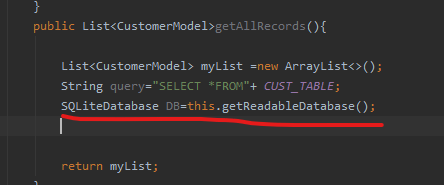 }
public List<CustomerModel>getAllRecords(){
List<CustomerModel> myList =new ArrayList<>();
String query="SELECT *FROM"+ CUST_TABLE;
SQLiteDatabase DB=this.getReadableDatabase();
return myList;